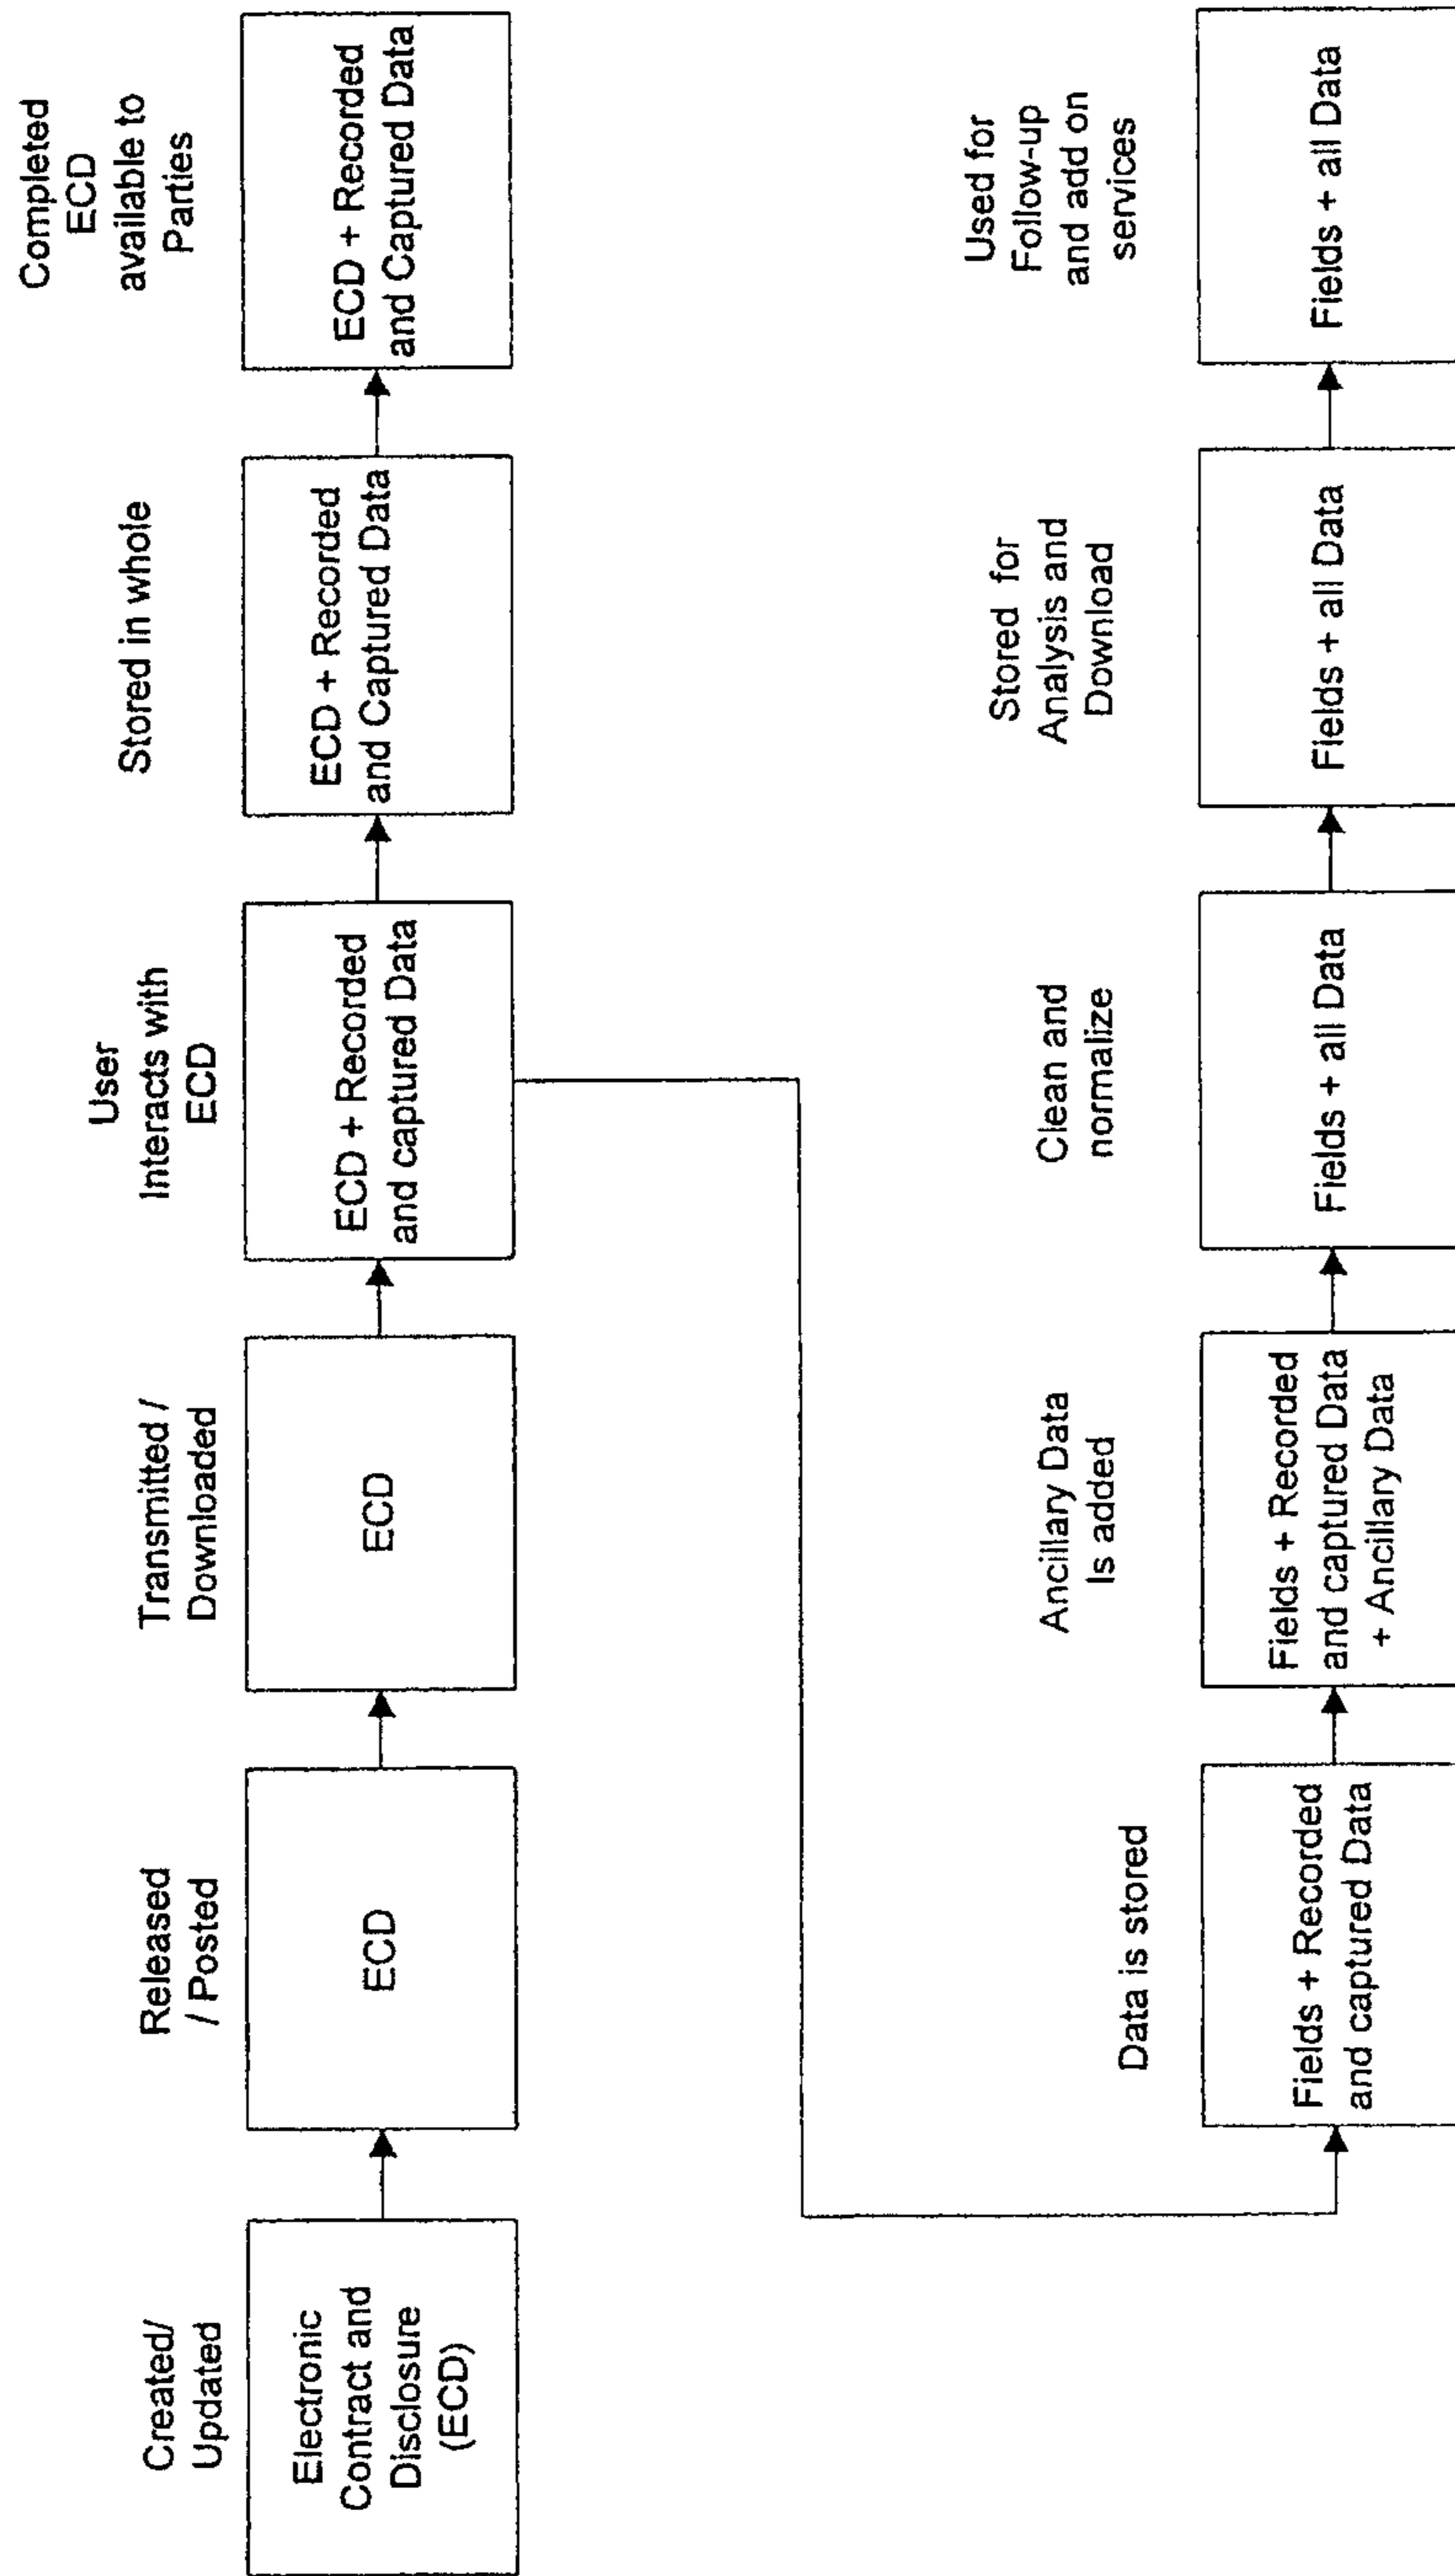 Created/
Updated
Electronic
Contract and
Disclosure
(ECD)
Released
/ Posted
ECD
Transmitted /
Downloaded
ECD
User
Interacts with
ECD
ECD + Recorded
and captured Data
Stored in whole
ECD + Recorded
and Captured Data
Completed
ECD
available to
Parties
ECD + Recorded
and Captured Data
Data is stored
Fields + Recorded
and captured Data
Ancillary Data
Is added
Fields + Recorded
and captured Data
+ Ancillary Data
Clean and
normalize
Fields + all Data
Stored for
Analysis and
Download
Fields + all Data
Used for
Follow-up
and add on
services
Fields + all Data